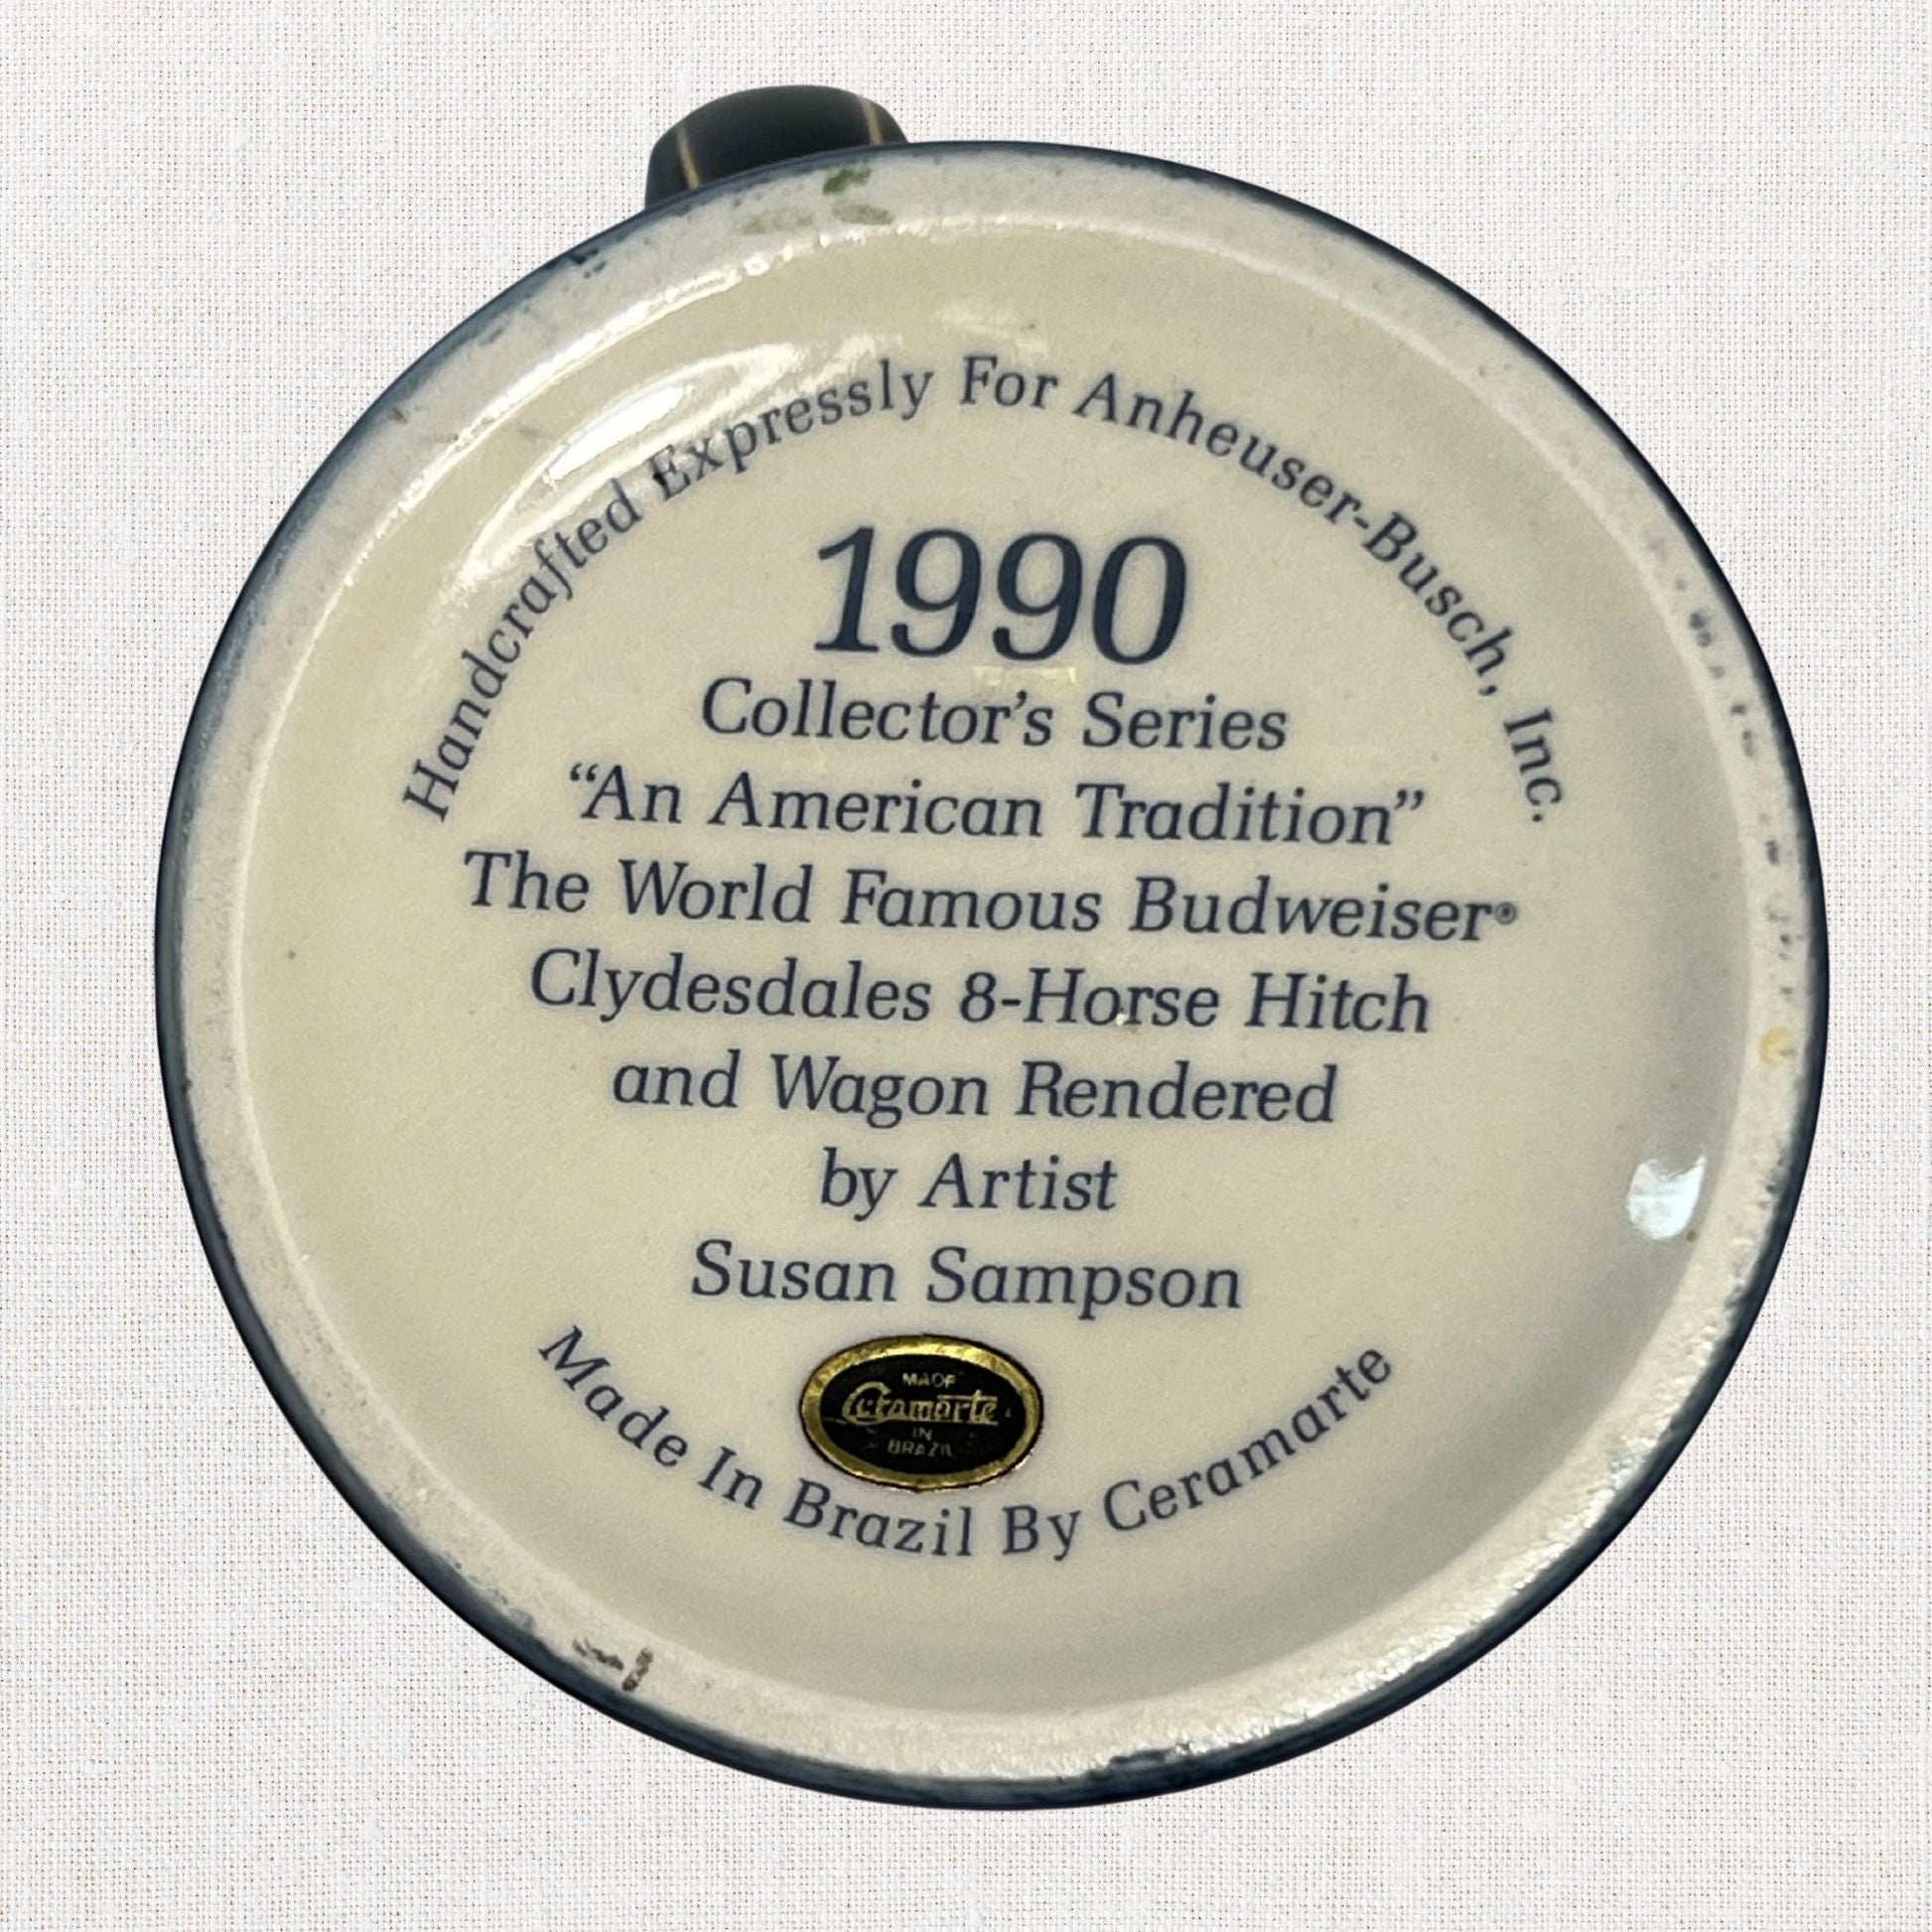 Handcrafted Expressly For Anheuser-Busch, Inc.
1990
Collector's Series
“An American Tradition”
The World Famous Budweiser®
Clydesdales 8-Horse Hitch
and Wagon Rendered
by Artist
Susan Sampson
MADE
Ceramarte
IN
BRAZIL
Made In Brazil By Ceramarte